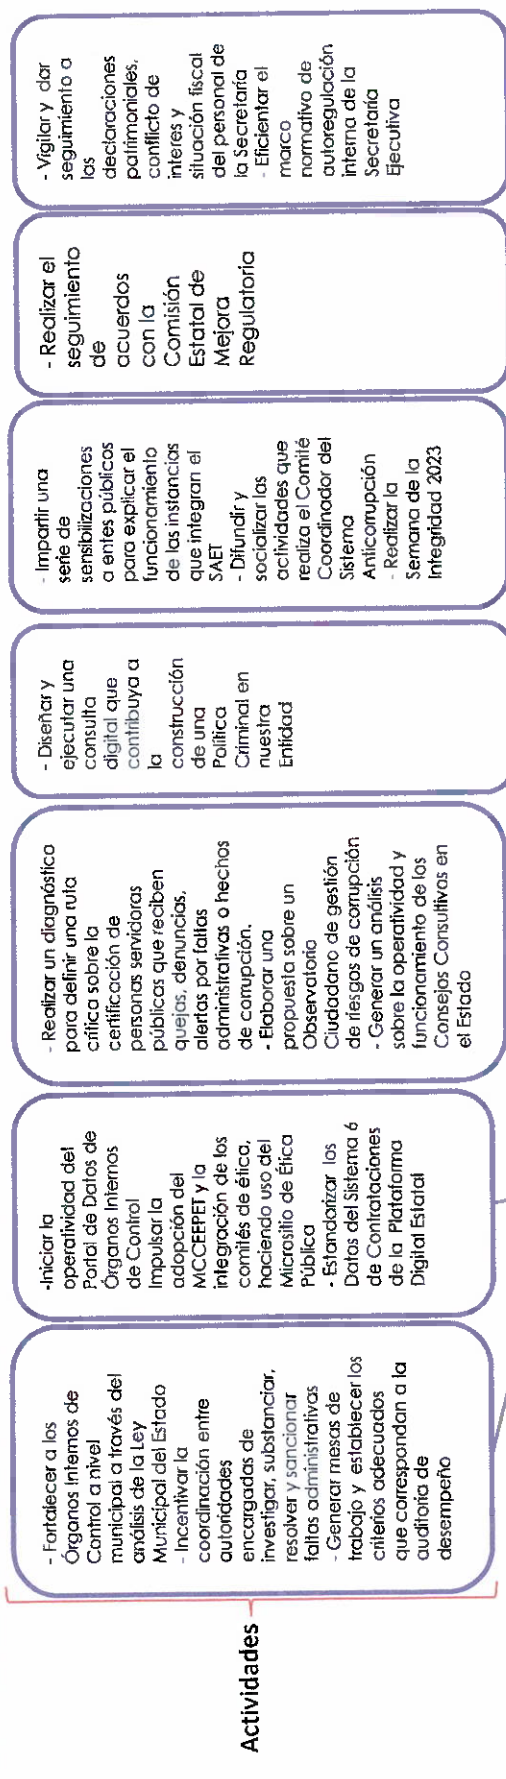 Actividades
- Fortalecer a los
Órganos Internos de
Control a nivel
municipal a través del
análisis de la Ley
Municipal del Estado
- Incentivar la
coordinación entre
autoridades
encargadas de
investigar, substanciar,
resolver y sancionar
faltas administrativas
- Generar mesas de
trabajo y establecer los
criterios adecuados
que correspondan a la
auditoría de
desempeño
-Iniciar la
operatividad del
Portal de Datos de
Órganos Internos
de Control
Impulsar la
adopción del
MCCEEPET y la
integración de los
comités de ética,
haciendo uso del
Micrositio de Ética
Pública
- Estandarizar los
Datos del Sistema 6
de Contrataciones
de la Plataforma
Digital Estatal
- Realizar un diagnóstico
para definir una ruta
crítica sobre la
certificación de
personas servidoras
públicas que reciben
quejas, denuncias,
alertas por faltas
administrativas o hechos
de corrupción.
- Elaborar una
propuesta sobre un
Observatorio
Ciudadano de gestión
de riesgos de corrupción
- Generar un análisis
sobre la operatividad y
funcionamiento de los
Consejos Consultivos en
el Estado
- Diseñar y
ejecutar una
consulta
digital que
contribuya a
la
construcción
de una
Política
Criminal en
nuestra
Entidad
- Impartir una
serie de
sensibilizaciones
a entes públicos
para explicar el
funcionamiento
de las instancias
que integran el
SAET
- Difundir y
socializar las
actividades que
realiza el Comité
Coordinador del
Sistema
Anticorrupción
- Realizar la
Semana de la
Integridad 2023
- Realizar el
seguimiento
de
acuerdos
con la
Comisión
Estatal de
Mejora
Regulatoria
- Vigilar y dar
seguimiento a
las
declaraciones
patrimoniales,
conflicto de
interes y
situación fiscal
del personal de
la Secretaría
- Eficientar el
marco
normativo de
autoregulación
interna de la
Secretaría
Ejecutiva